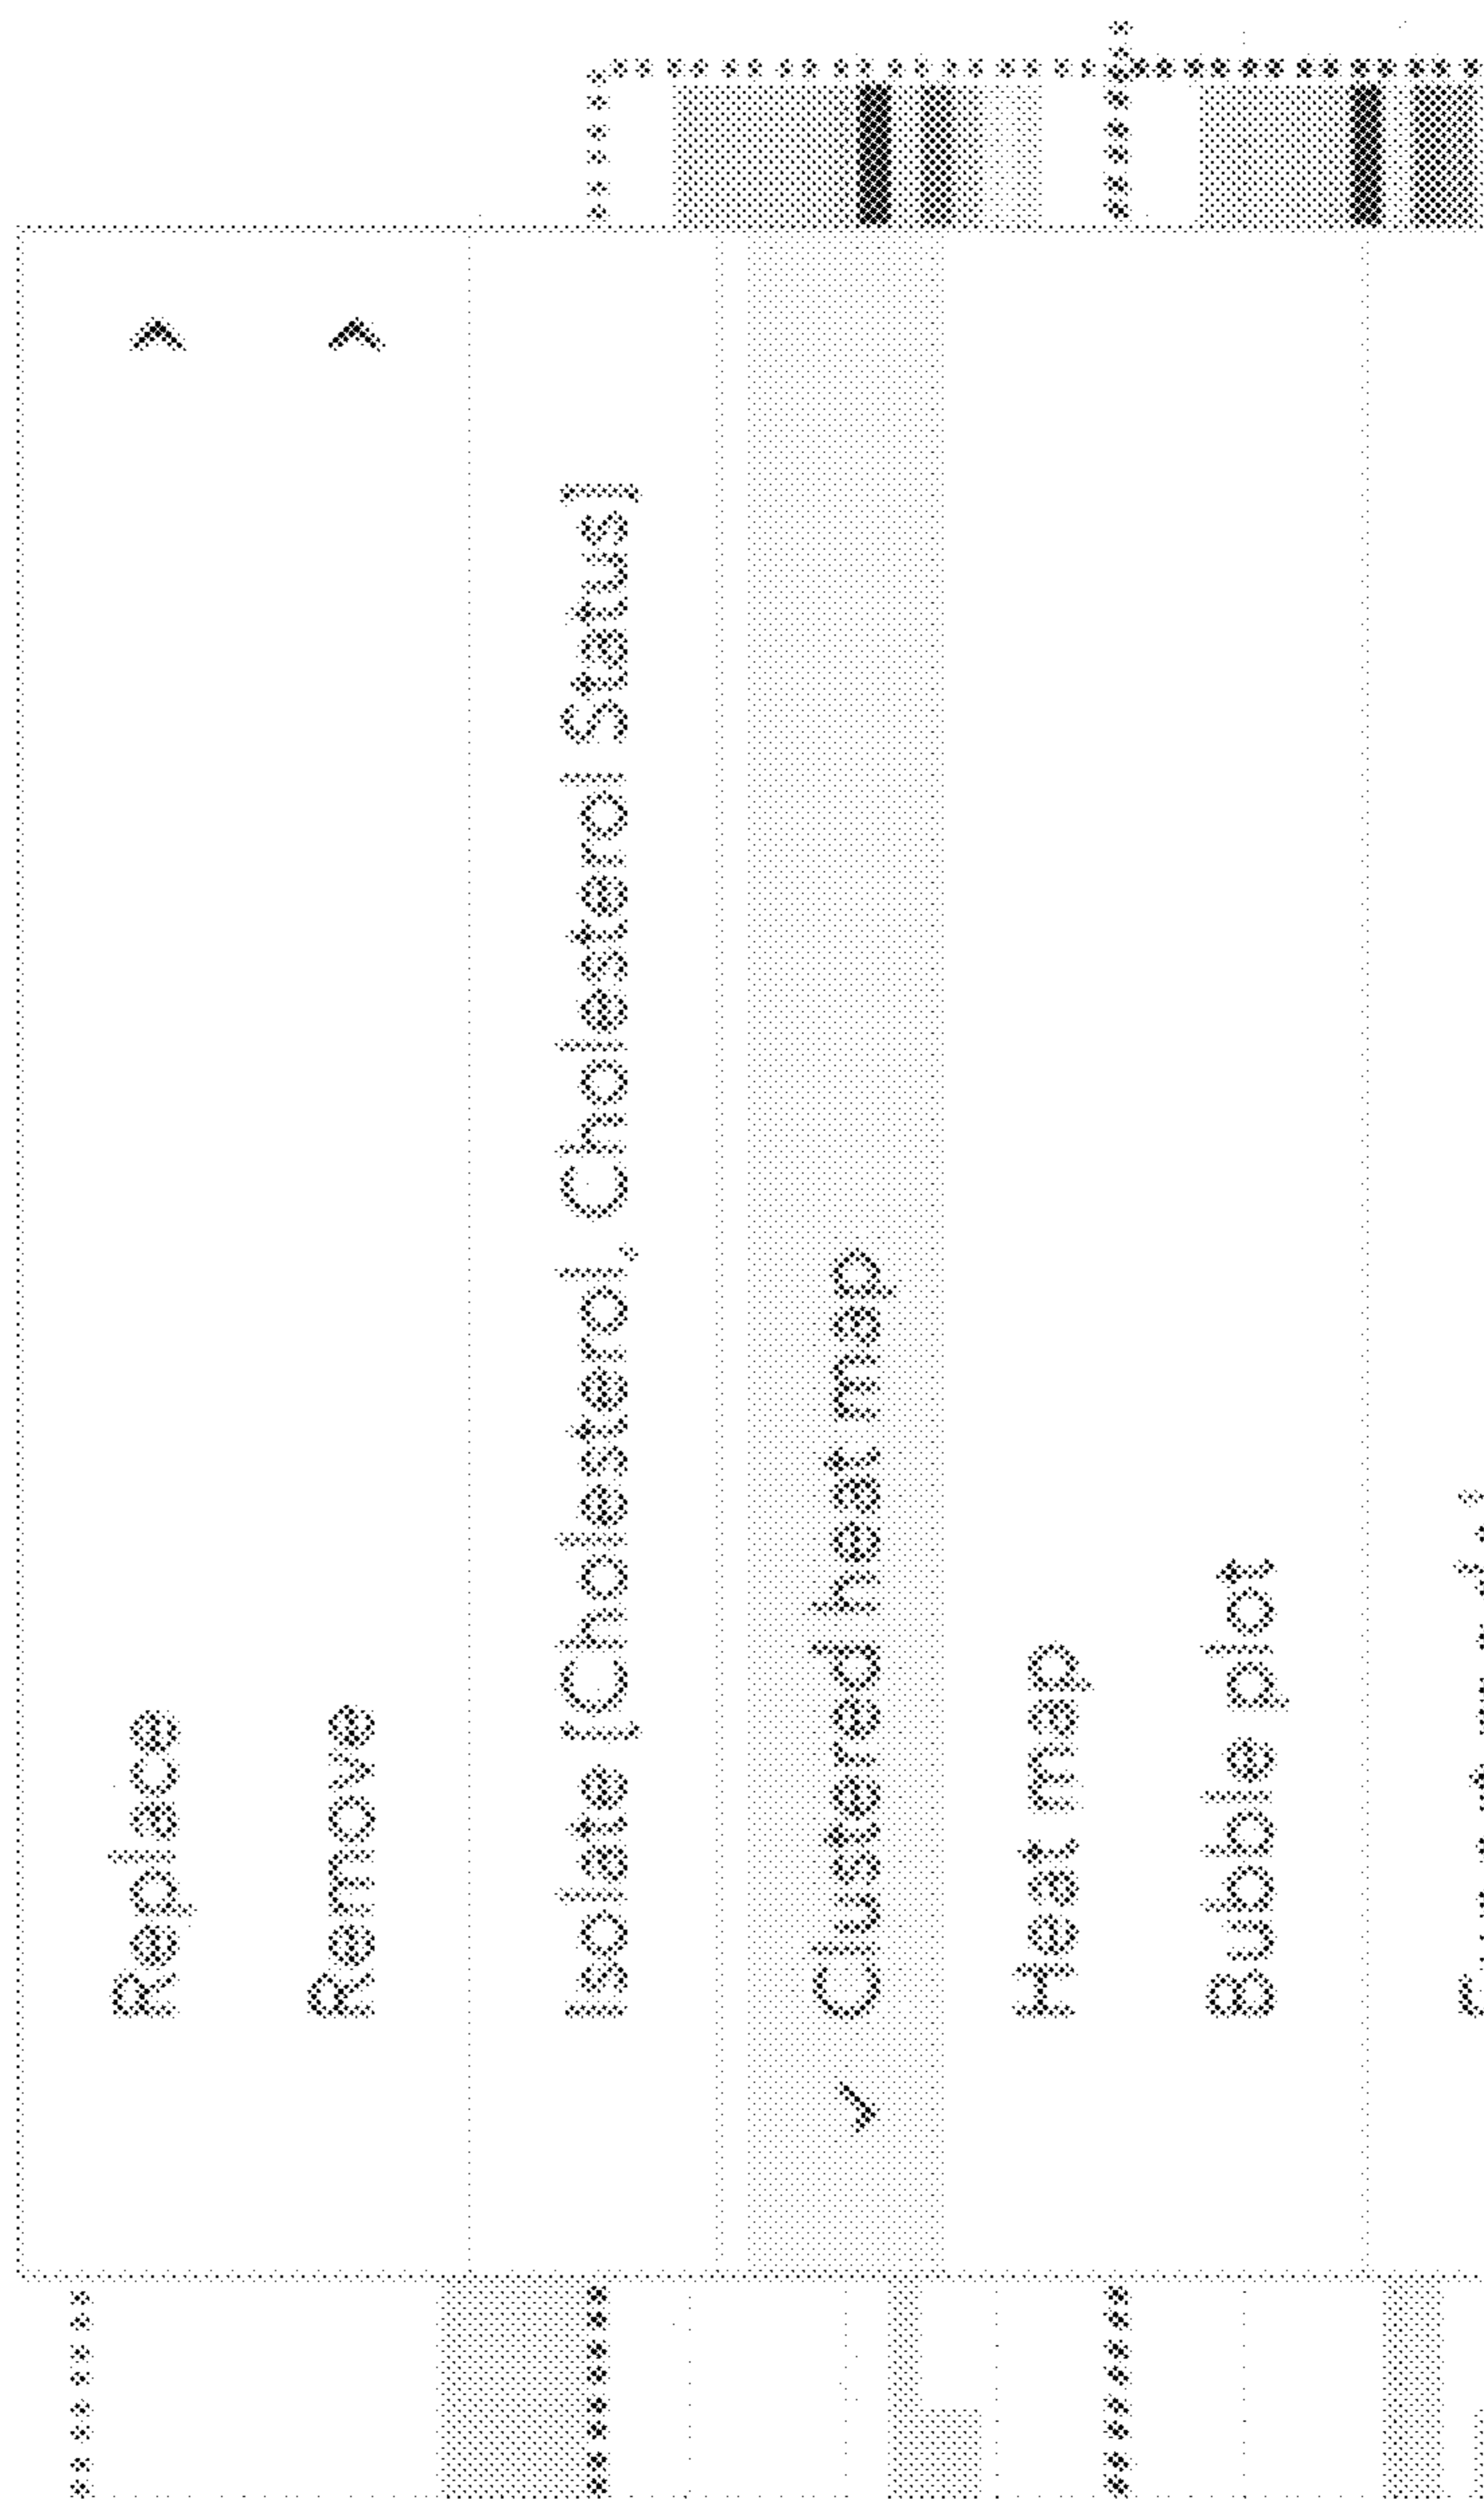 Replace
Remove
Isolate [Cholesterol, Cholesterol Status]
Clustered heat map
Heat map
Bubble plot